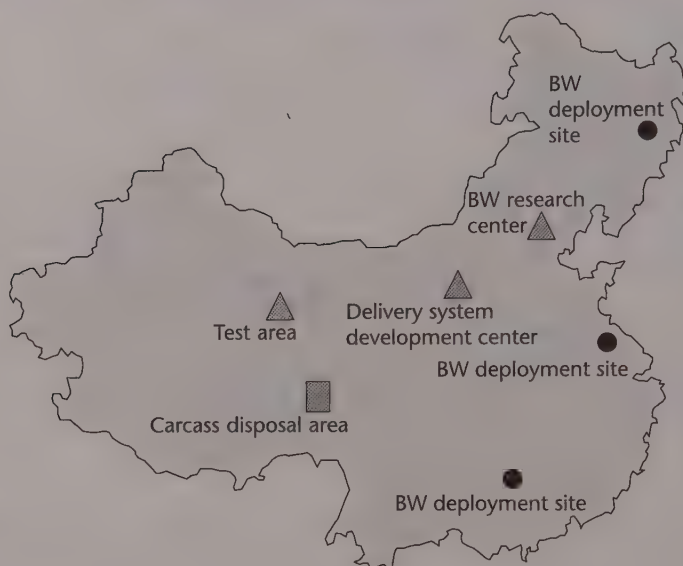 BW
deployment
site
BW research
center
Test area
Delivery system
development center
BW deployment site
Carcass disposal area
BW deployment site